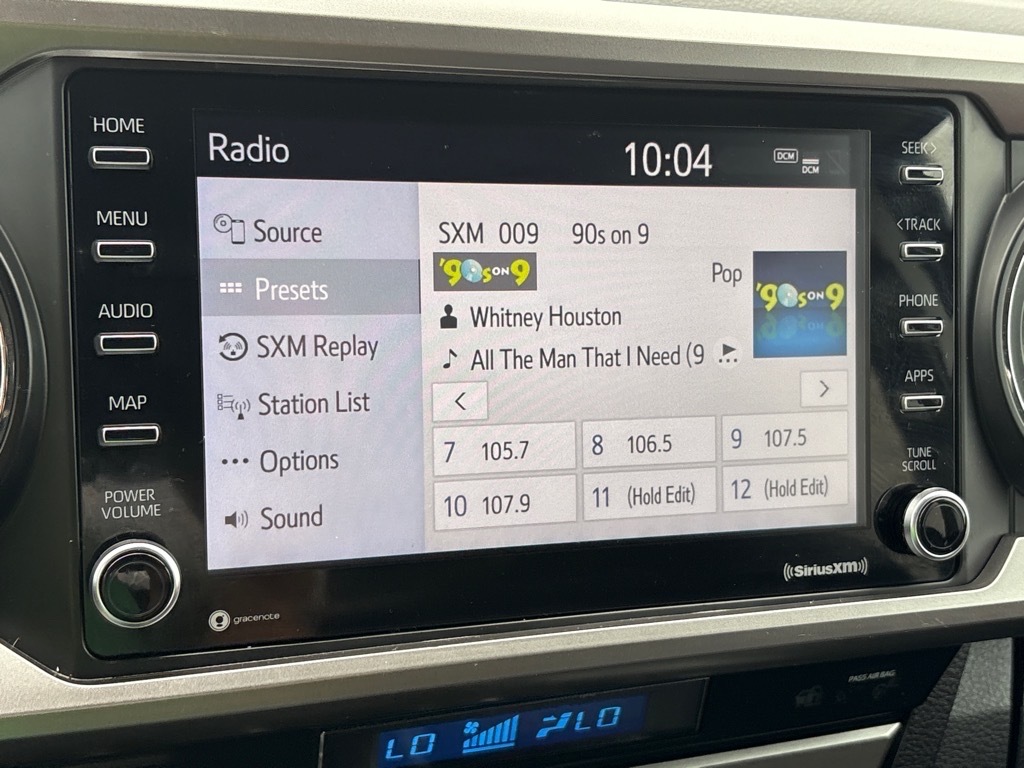 HOME
MENU
AUDIO
MAP
POWER
VOLUME
Radio
10:04
DCM
DCM
Source
Presets
SXM Replay
Station List
Options
Sound
SXM 009 90s on 9
'90s ON 9
Pop
'90s ON 9
Whitney Houston
All The Man That I Need (9
<
>
7 105.7
8 106.5
9 107.5
10 107.9
11 (Hold Edit)
12 (Hold Edit)
SEEK>
<TRACK
PHONE
APPS
TUNE
SCROLL
gracenote
((SiriusXM))
PASS AIR BAG
LO
LO